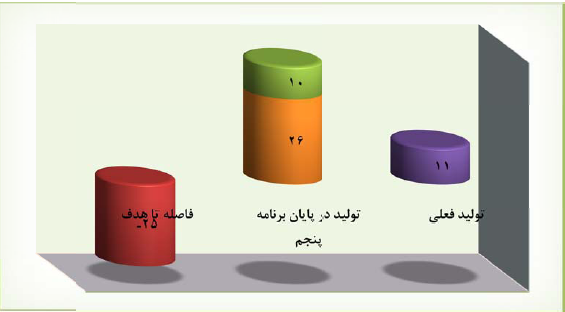 ۱۰
۲۶
۱۱
-۲۵
تولید فعلی
تولید در پایان برنامه
پنجم
فاصله تا هدف